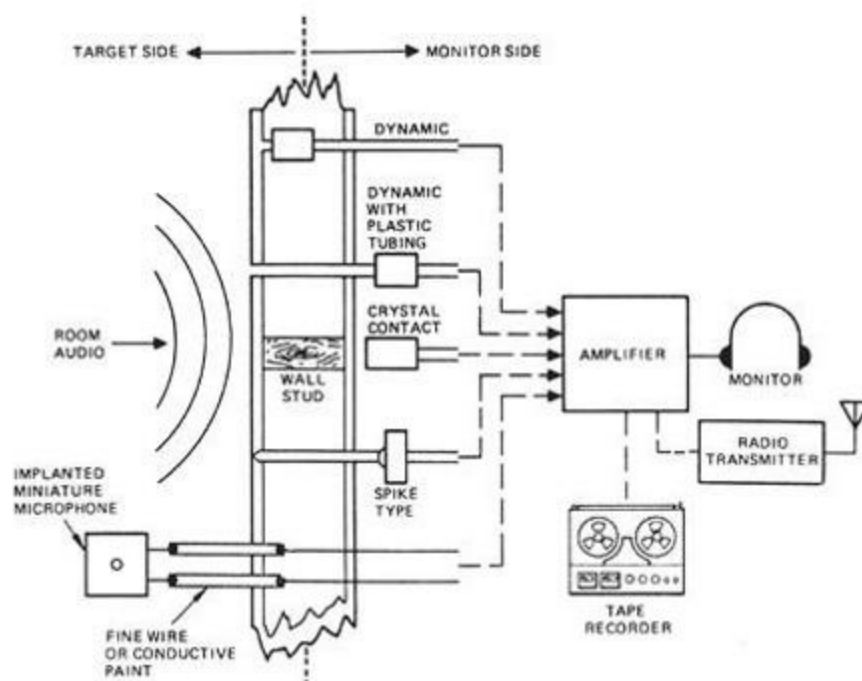 TARGET SIDE
MONITOR SIDE
DYNAMIC
DYNAMIC
WITH
PLASTIC
TUBING
CRYSTAL
CONTACT
ROOM
AUDIO
WALL
STUD
AMPLIFIER
MONITOR
RADIO
TRANSMITTER
IMPLANTED
MINIATURE
MICROPHONE
SPIKE
TYPE
TAPE
RECORDER
FINE WIRE
OR CONDUCTIVE
PAINT